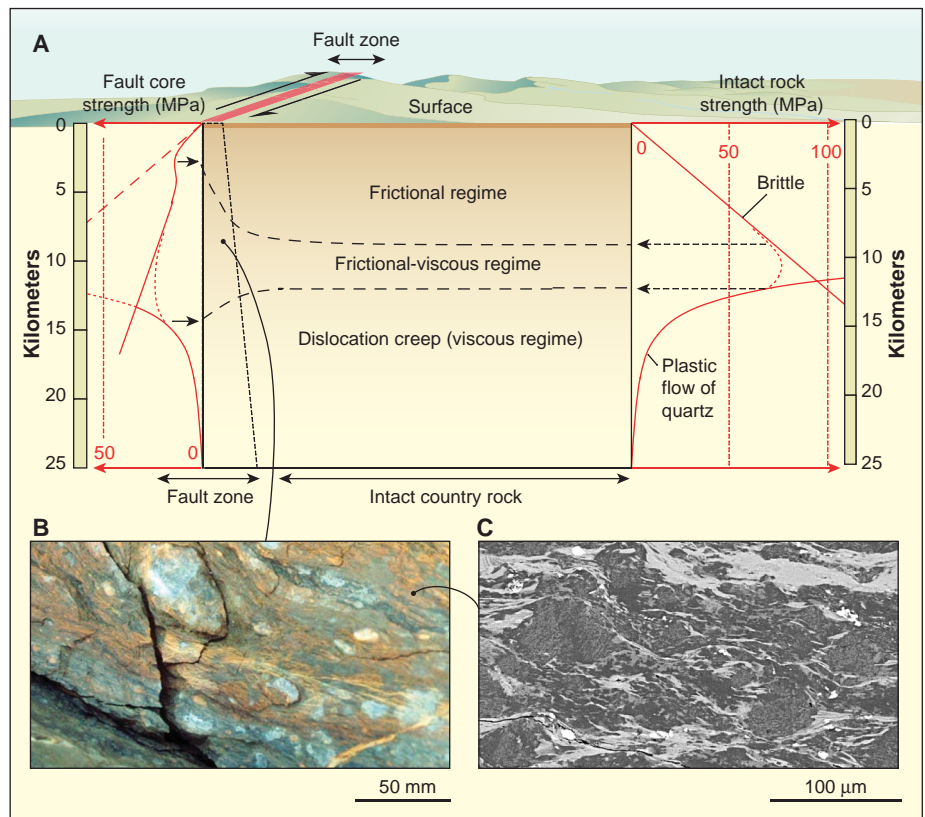 A
Fault zone
Fault core
strength (MPa)
Surface
Intact rock
strength (MPa)
0
5
10
15
20
25
Kilometers
50
0
Frictional regime
Frictional-viscous regime
Dislocation creep (viscous regime)
0
50
100
Brittle
Plastic
flow of
quartz
0
5
10
15
20
25
Kilometers
Fault zone
Intact country rock
B
50 mm
C
100 µm